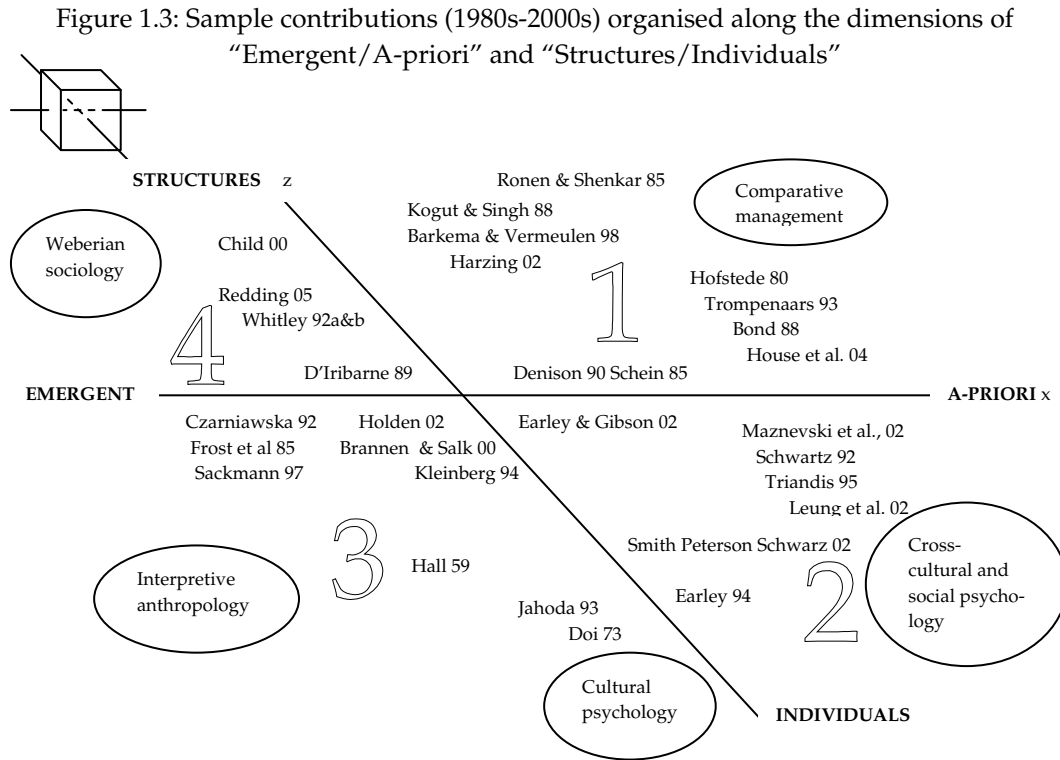 Figure 1.3: Sample contributions (1980s-2000s) organised along the dimensions of
“Emergent/A-priori” and “Structures/Individuals”
STRUCTURES z
Ronen & Shenkar 85
Comparative
management
Kogut & Singh 88
Barkema & Vermeulen 98
Harzing 02
Weberian
sociology
Child 00
1
Hofstede 80
Trompenaars 93
Bond 88
House et al. 04
Redding 05
Whitley 92a&b
4
D’Iribarne 89
Denison 90 Schein 85
EMERGENT
A-PRIORI x
Czarniawska 92
Frost et al 85
Sackmann 97
Holden 02
Brannen & Salk 00
Kleinberg 94
Earley & Gibson 02
Maznevski et al., 02
Schwartz 92
Triandis 95
Leung et al. 02
3
Hall 59
Interpretive
anthropology
Smith Peterson Schwarz 02
Earley 94
2
Cross-
cultural and
social psycho-
logy
Jahoda 93
Doi 73
Cultural
psychology
INDIVIDUALS